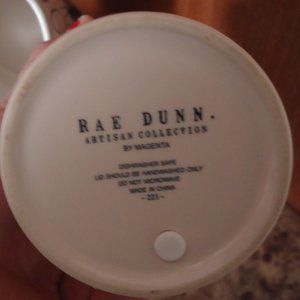 RAE DUNN.
ARTISAN COLLECTION
BY MAGENTA
DISHWASHER SAFE
LID SHOULD BE HANDWASHED ONLY
DO NOT MICROWAVE
MADE IN CHINA
-221-